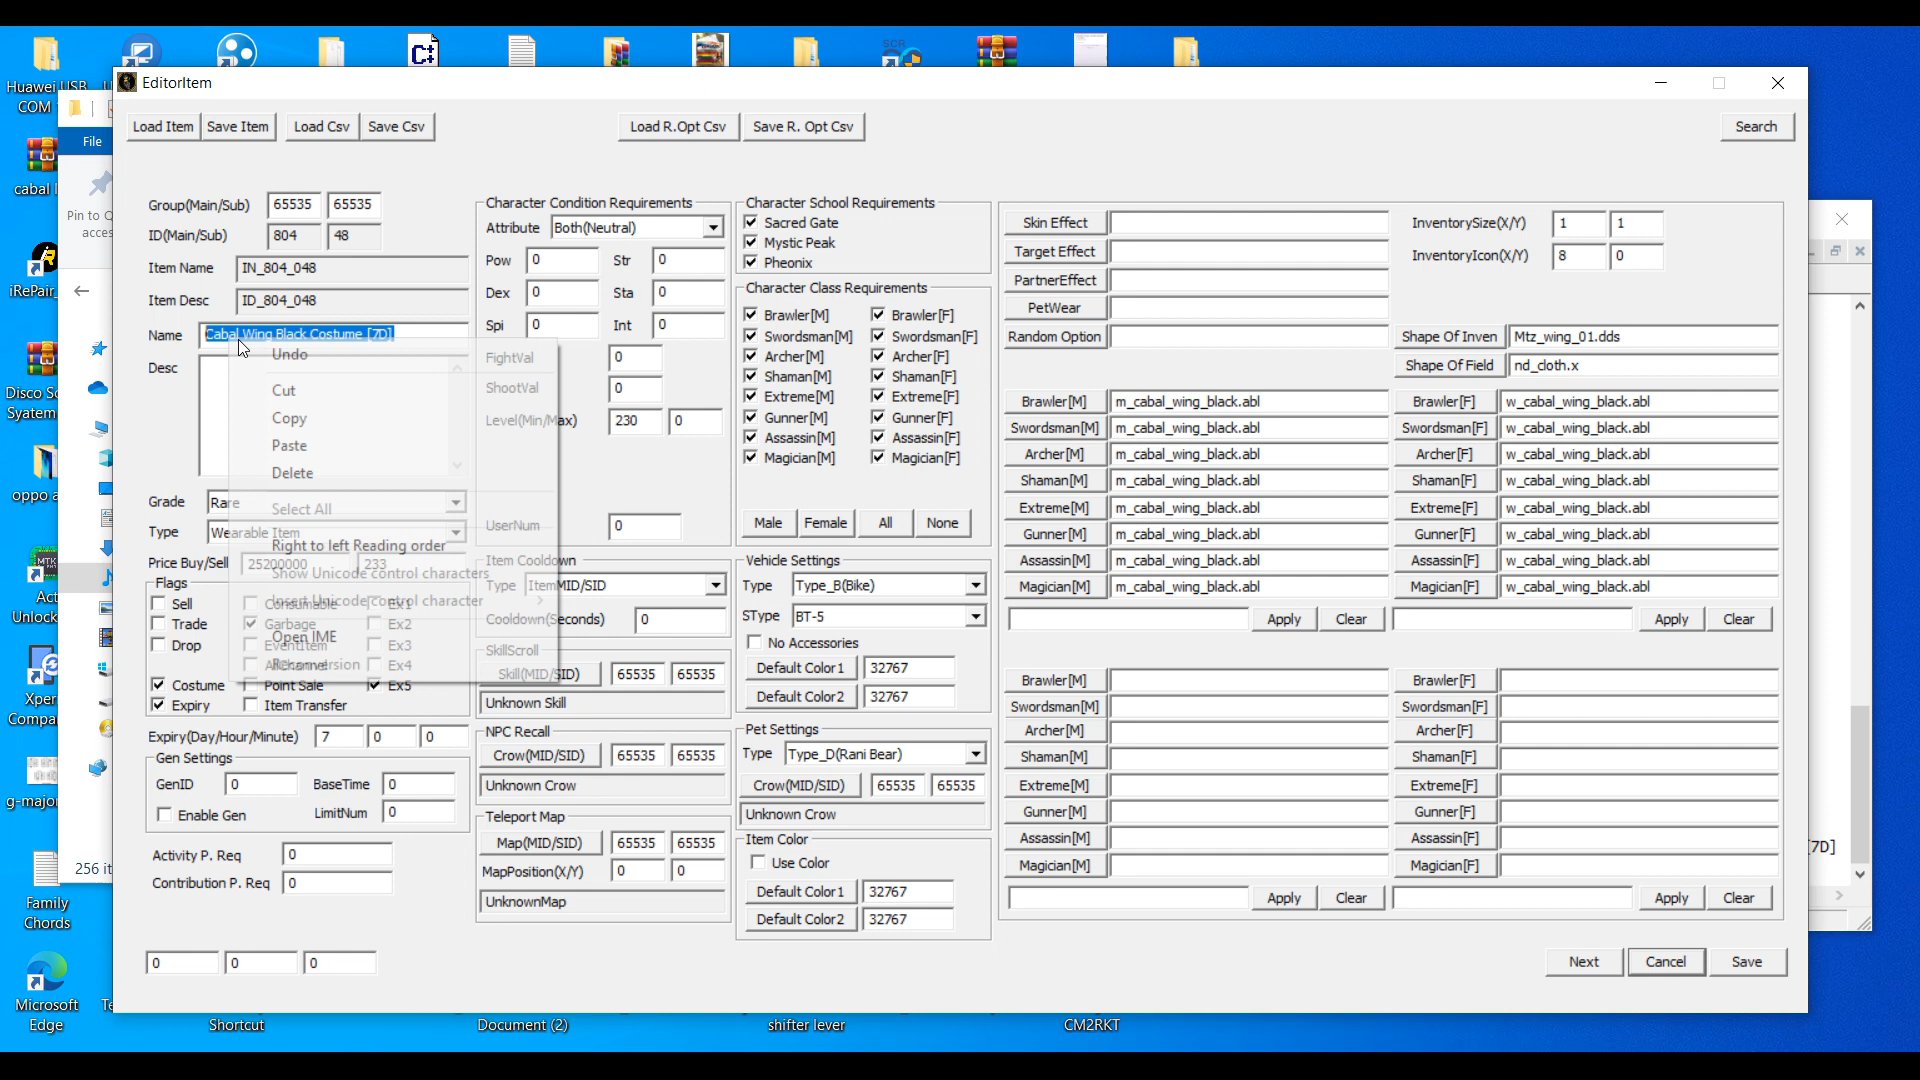 Huawei USB
COM
cabal
iRePair
Disco So
System
oppo a
Act
Unlock
Xper
Compa
g-major
Family
Chords
Microsoft
Edge
Shortcut
Document (2)
shifter lever
CM2RKT
File
Pin to Q
acces
256 it
[7D]
EditorItem
Load Item
Save Item
Load Csv
Save Csv
Load R.Opt Csv
Save R. Opt Csv
Search
Group(Main/Sub) 65535 65535
ID(Main/Sub) 804 48
Item Name IN_804_048
Item Desc ID_804_048
Name Cabal Wing Black Costume [7D]
Desc
Grade Rare
Type Wearable Item
Price Buy/Sell 25200000 233
Flags
Sell Consumable Ex1
Trade Garbage Ex2
Drop EventItem Ex3
Ex4
Costume Point Sale Ex5
Expiry Item Transfer
Expiry(Day/Hour/Minute) 7 0 0
Gen Settings
GenID 0 BaseTime 0
Enable Gen LimitNum 0
Activity P. Req 0
Contribution P. Req 0
0 0 0
Undo
Cut
Copy
Paste
Delete
Select All
Right to left Reading order
Show Unicode control characters
Insert Unicode control character
Open IME
Reconversion
Character Condition Requirements
Attribute Both(Neutral)
Pow 0 Str 0
Dex 0 Sta 0
Spi 0 Int 0
FightVal 0
ShootVal 0
Level(Min/Max) 230 0
UserNum 0
Item Cooldown
Type ItemMID/SID
Cooldown(Seconds) 0
SkillScroll
Skill(MID/SID) 65535 65535
Unknown Skill
NPC Recall
Crow(MID/SID) 65535 65535
Unknown Crow
Teleport Map
Map(MID/SID) 65535 65535
MapPosition(X/Y) 0 0
UnknownMap
Character School Requirements
Sacred Gate
Mystic Peak
Pheonix
Character Class Requirements
Brawler[M] Brawler[F]
Swordsman[M] Swordsman[F]
Archer[M] Archer[F]
Shaman[M] Shaman[F]
Extreme[M] Extreme[F]
Gunner[M] Gunner[F]
Assassin[M] Assassin[F]
Magician[M] Magician[F]
Male Female All None
Vehicle Settings
Type Type_B(Bike)
SType BT-5
No Accessories
Default Color1 32767
Default Color2 32767
Pet Settings
Type Type_D(Rani Bear)
Crow(MID/SID) 65535 65535
Unknown Crow
Item Color
Use Color
Default Color1 32767
Default Color2 32767
Skin Effect InventorySize(X/Y) 1 1
Target Effect InventoryIcon(X/Y) 8 0
PartnerEffect
PetWear
Random Option Shape Of Inven Mtz_wing_01.dds
Shape Of Field nd_cloth.x
Brawler[M] m_cabal_wing_black.abl Brawler[F] w_cabal_wing_black.abl
Swordsman[M] m_cabal_wing_black.abl Swordsman[F] w_cabal_wing_black.abl
Archer[M] m_cabal_wing_black.abl Archer[F] w_cabal_wing_black.abl
Shaman[M] m_cabal_wing_black.abl Shaman[F] w_cabal_wing_black.abl
Extreme[M] m_cabal_wing_black.abl Extreme[F] w_cabal_wing_black.abl
Gunner[M] m_cabal_wing_black.abl Gunner[F] w_cabal_wing_black.abl
Assassin[M] m_cabal_wing_black.abl Assassin[F] w_cabal_wing_black.abl
Magician[M] m_cabal_wing_black.abl Magician[F] w_cabal_wing_black.abl
Apply Clear Apply Clear
Brawler[M] Brawler[F]
Swordsman[M] Swordsman[F]
Archer[M] Archer[F]
Shaman[M] Shaman[F]
Extreme[M] Extreme[F]
Gunner[M] Gunner[F]
Assassin[M] Assassin[F]
Magician[M] Magician[F]
Apply Clear Apply Clear
Next Cancel Save